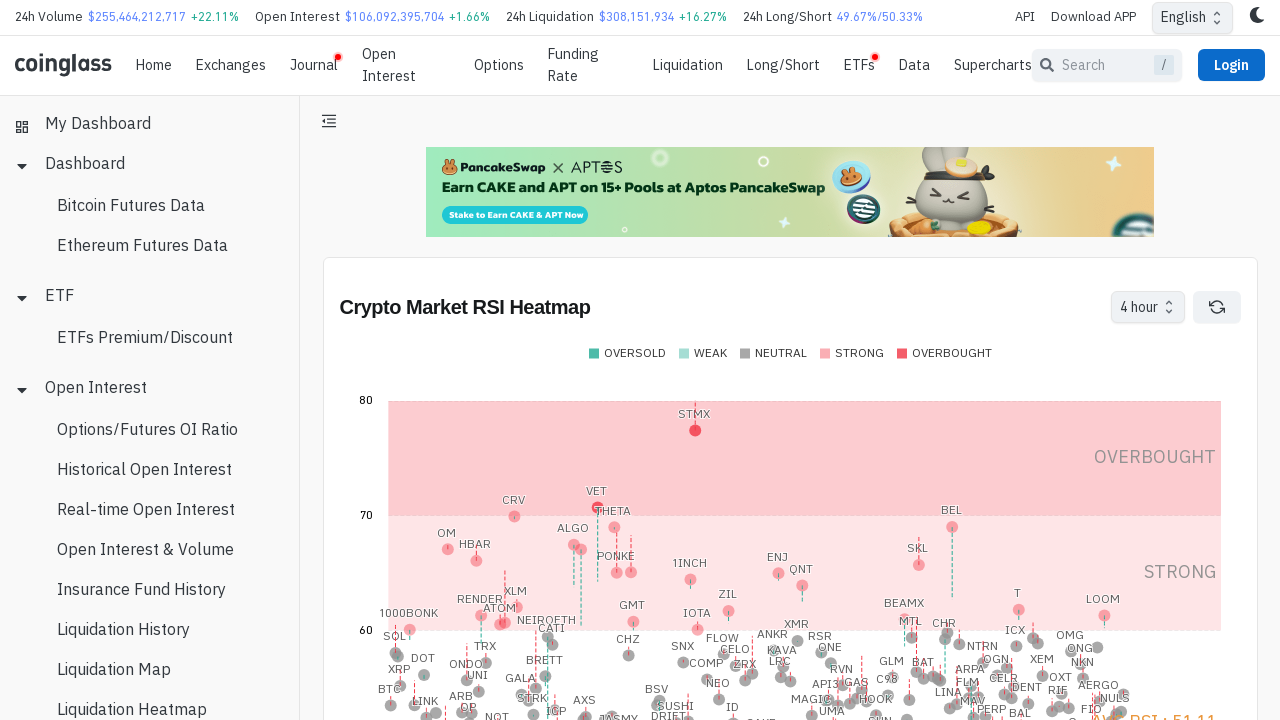 24h Volume $255,464,212,717 +22.11% Open Interest $106,092,395,704 +1.66% 24h Liquidation $308,151,934 +16.27% 24h Long/Short 49.67%/50.33% API Download APP English
coinglass Home Exchanges Journal Open Interest Options Funding Rate Liquidation Long/Short ETFs Data Supercharts Search / Login
My Dashboard
Dashboard
Bitcoin Futures Data
Ethereum Futures Data
ETF
ETFs Premium/Discount
Open Interest
Options/Futures OI Ratio
Historical Open Interest
Real-time Open Interest
Open Interest & Volume
Insurance Fund History
Liquidation History
Liquidation Map
Liquidation Heatmap
PancakeSwap X APTOS
Earn CAKE and APT on 15+ Pools at Aptos PancakeSwap
Stake to Earn CAKE & APT Now
Crypto Market RSI Heatmap 4 hour
OVERSOLD WEAK NEUTRAL STRONG OVERBOUGHT
80
STMX
OVERBOUGHT
VET
CRV
THETA BEL
70
ALGO
OM
HBAR SKL
PONKE
1INCH ENJ
QNT STRONG
XLM ZIL T
RENDER LOOM
ATOM GMT BEAMX
1000BONK IOTA
NEIROETH MTL CHR
60
CATI XMR ICX
SOL CHZ FLOW ANKR RSR OMG
TRX SNX CELO KAVA ONE NTRN ONG
DOT BRETT COMP ZRX LRC GLM BAT OGN XEM NKN
XRP ONDO UNI RVN ARPA
GALA NEO API3 GAS C98 FLM CELR OXT
BTC BSV LINA DENT RIF AERGO
LINK ARB STRK AXS SUSHI ID MAGIC HOOK MAV NULS
OP IGP UMA PERP BAL FIO
NOT JASMY DRIFT CAKE SUN
AVG RSI : 51.11